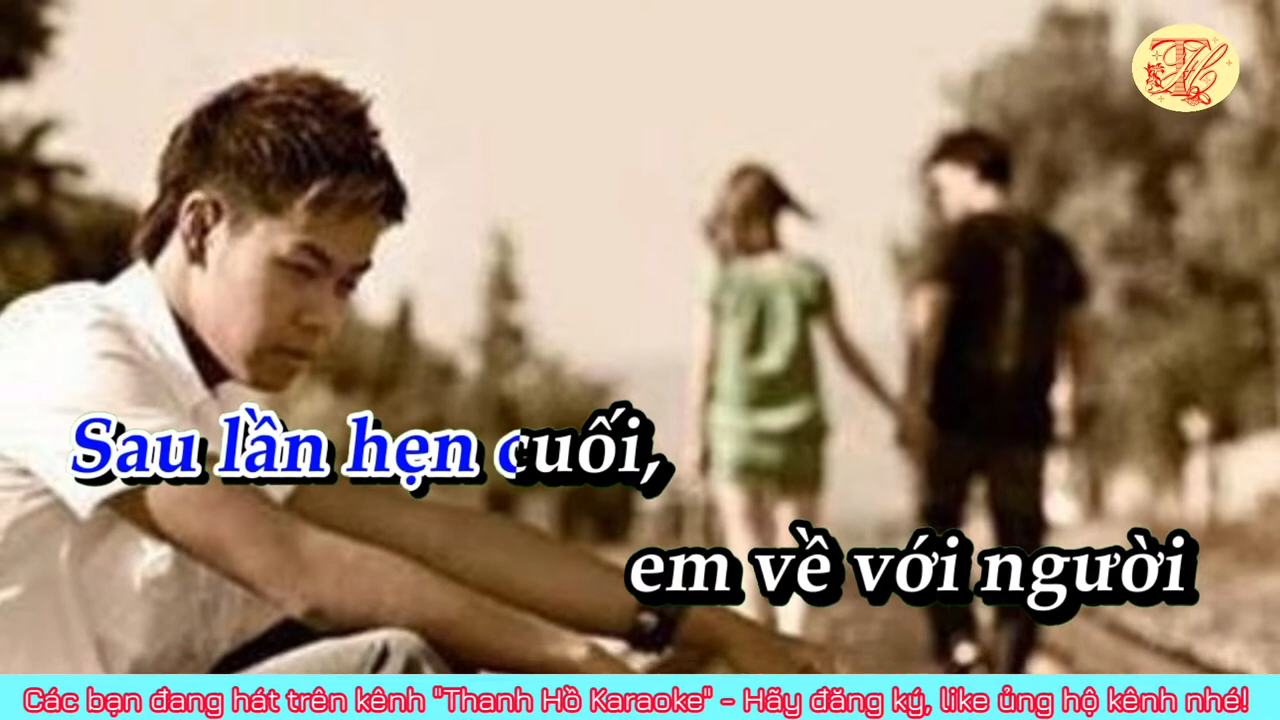 Sau lần hẹn cuối,
em về với người
Các bạn đang hát trên kênh "Thanh Hồ Karaoke" - Hãy đăng ký, like ủng hộ kênh nhé!